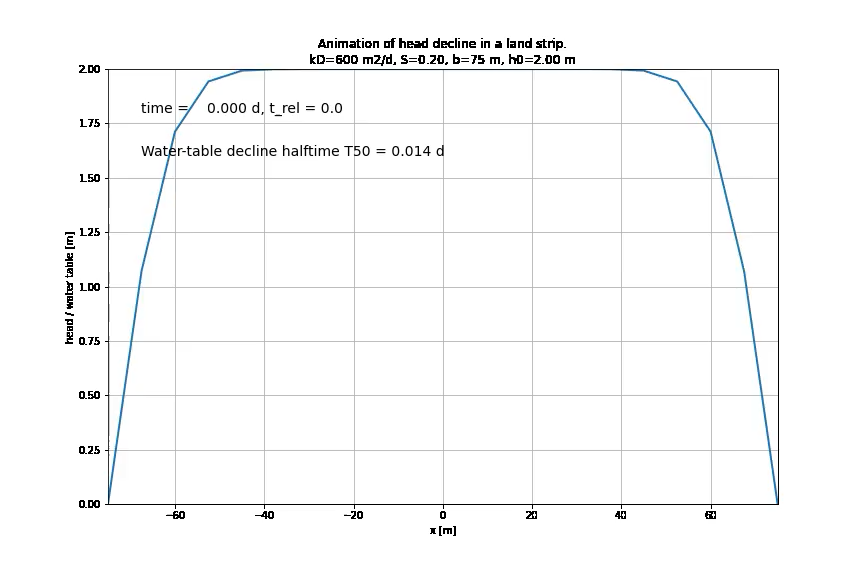 Animation of head decline in a land strip.
kD=600 m2/d, S=0.20, b=75 m, h0=2.00 m
2.00
time =    0.000 d, t_rel = 0.0
1.75
Water-table decline halftime T50 = 0.014 d
1.50
1.25
head / water table [m]
1.00
0.75
0.50
0.25
0.00
−60 −40 −20 0 20 40 60
x [m]